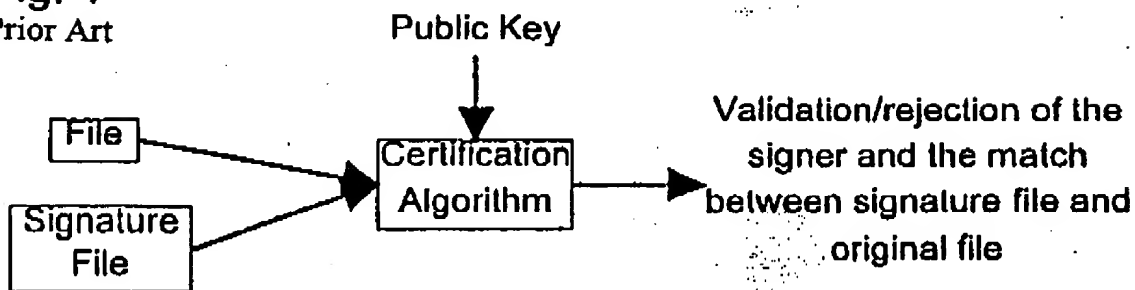 Prior Art
Public Key
File
Signature
File
Certification
Algorithm
Validation/rejection of the
signer and the match
between signature file and
original file